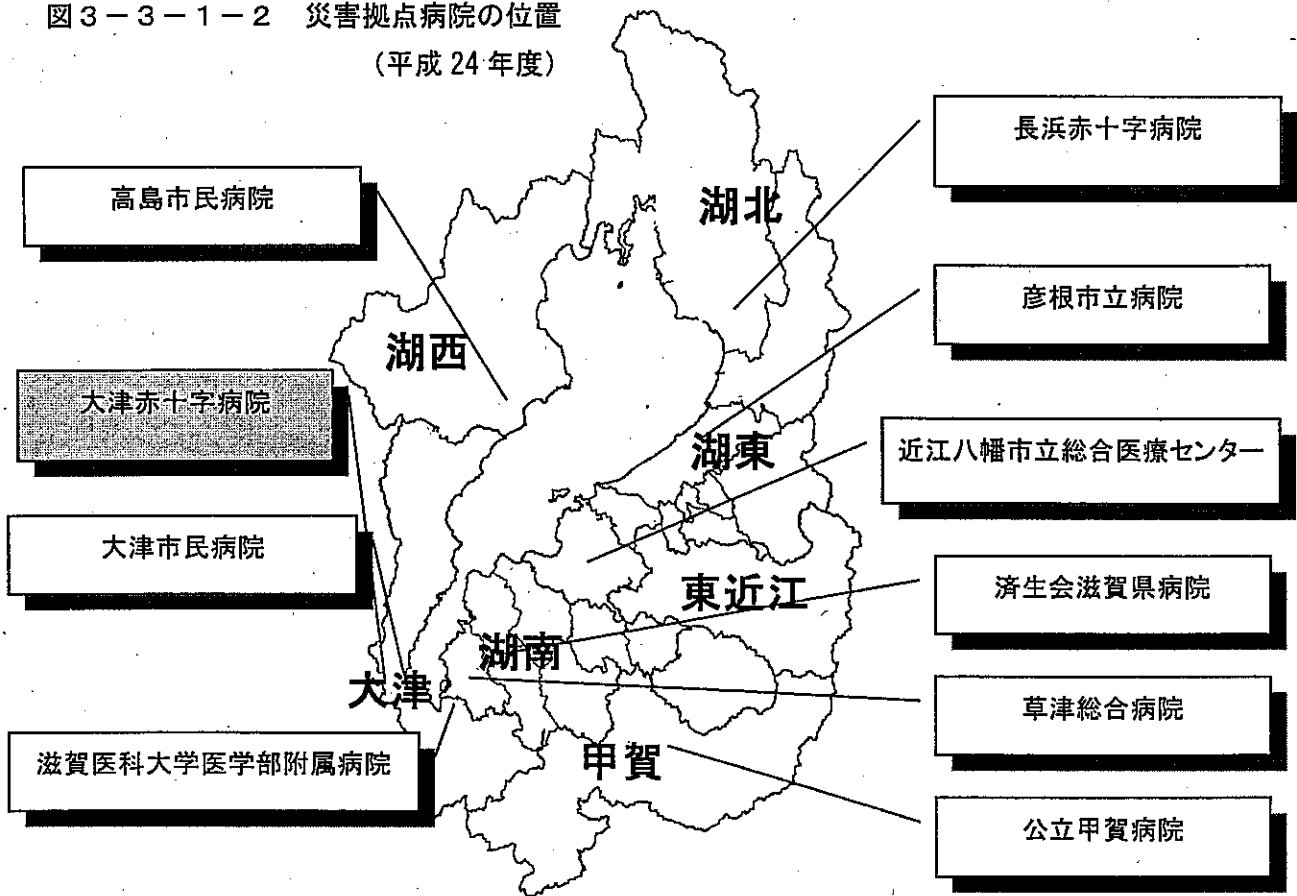 図3-3-1-2 災害拠点病院の位置
(平成24年度)
長浜赤十字病院
高島市民病院
湖北
彦根市立病院
湖西
大津赤十字病院
湖東
近江八幡市立総合医療センター
大津市民病院
東近江
済生会滋賀県病院
湖南
大津
草津総合病院
滋賀医科大学医学部附属病院
甲賀
公立甲賀病院